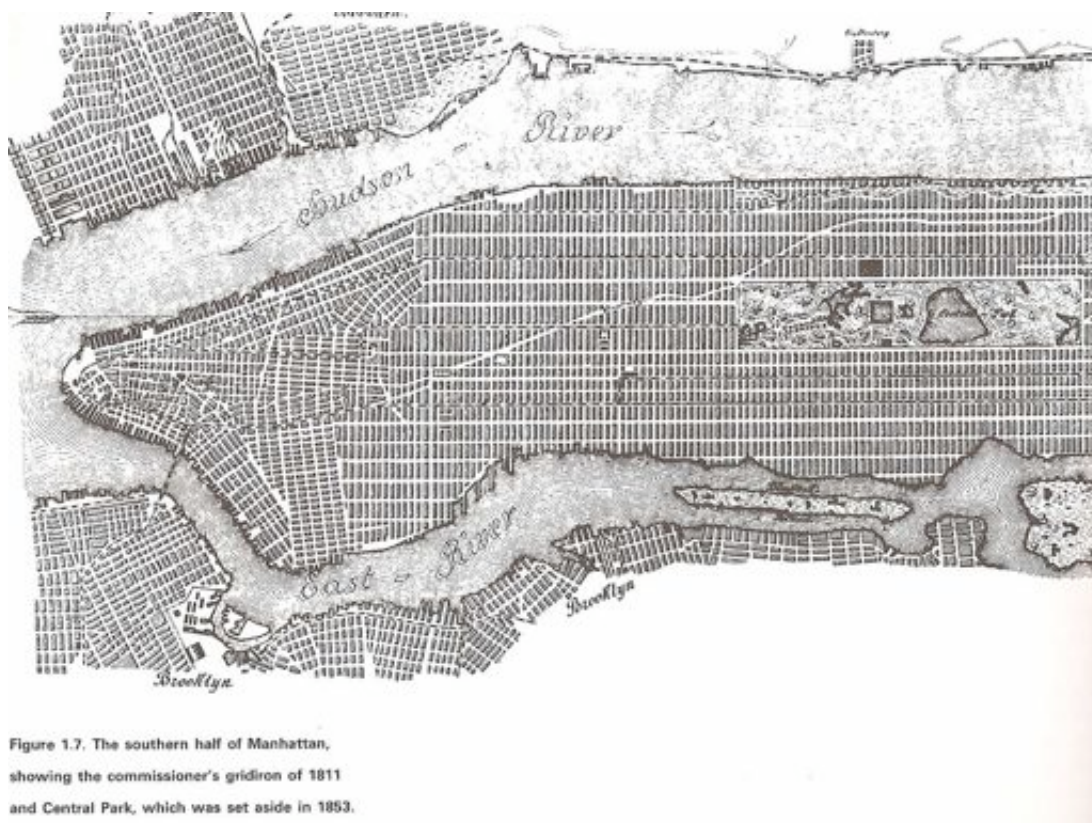 Hudson
River
East - River
Brooklyn
Brooklyn
Park
Figure 1.7. The southern half of Manhattan,
showing the commissioner's gridiron of 1811
and Central Park, which was set aside in 1853.